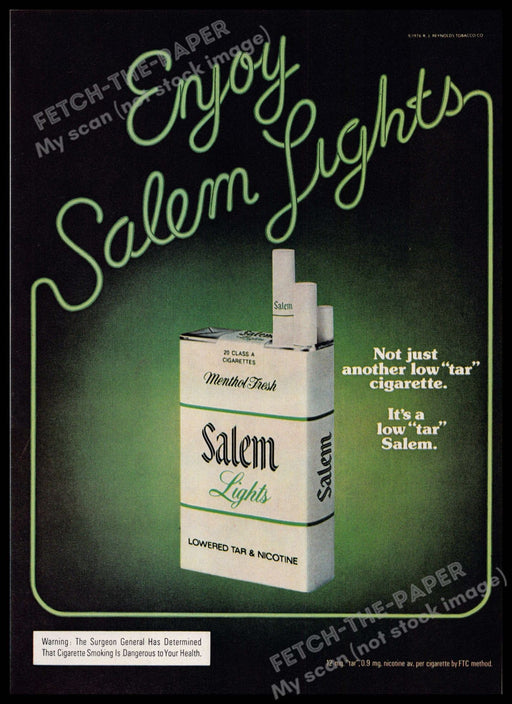 ©1976 R. J. REYNOLDS TOBACCO CO.
Enjoy
Salem Lights
FETCH-THE-PAPER
My scan (not stock image)
Salem
Salem
20 CLASS A
CIGARETTES
Menthol Fresh
Salem
Lights
LOWERED TAR & NICOTINE
Salem
Not just
another low "tar"
cigarette.
It's a
low "tar"
Salem.
Warning: The Surgeon General Has Determined
That Cigarette Smoking Is Dangerous to Your Health.
12 mg. "tar", 0.9 mg. nicotine av. per cigarette by FTC method.
FETCH-THE-PAPER
My scan (not stock image)